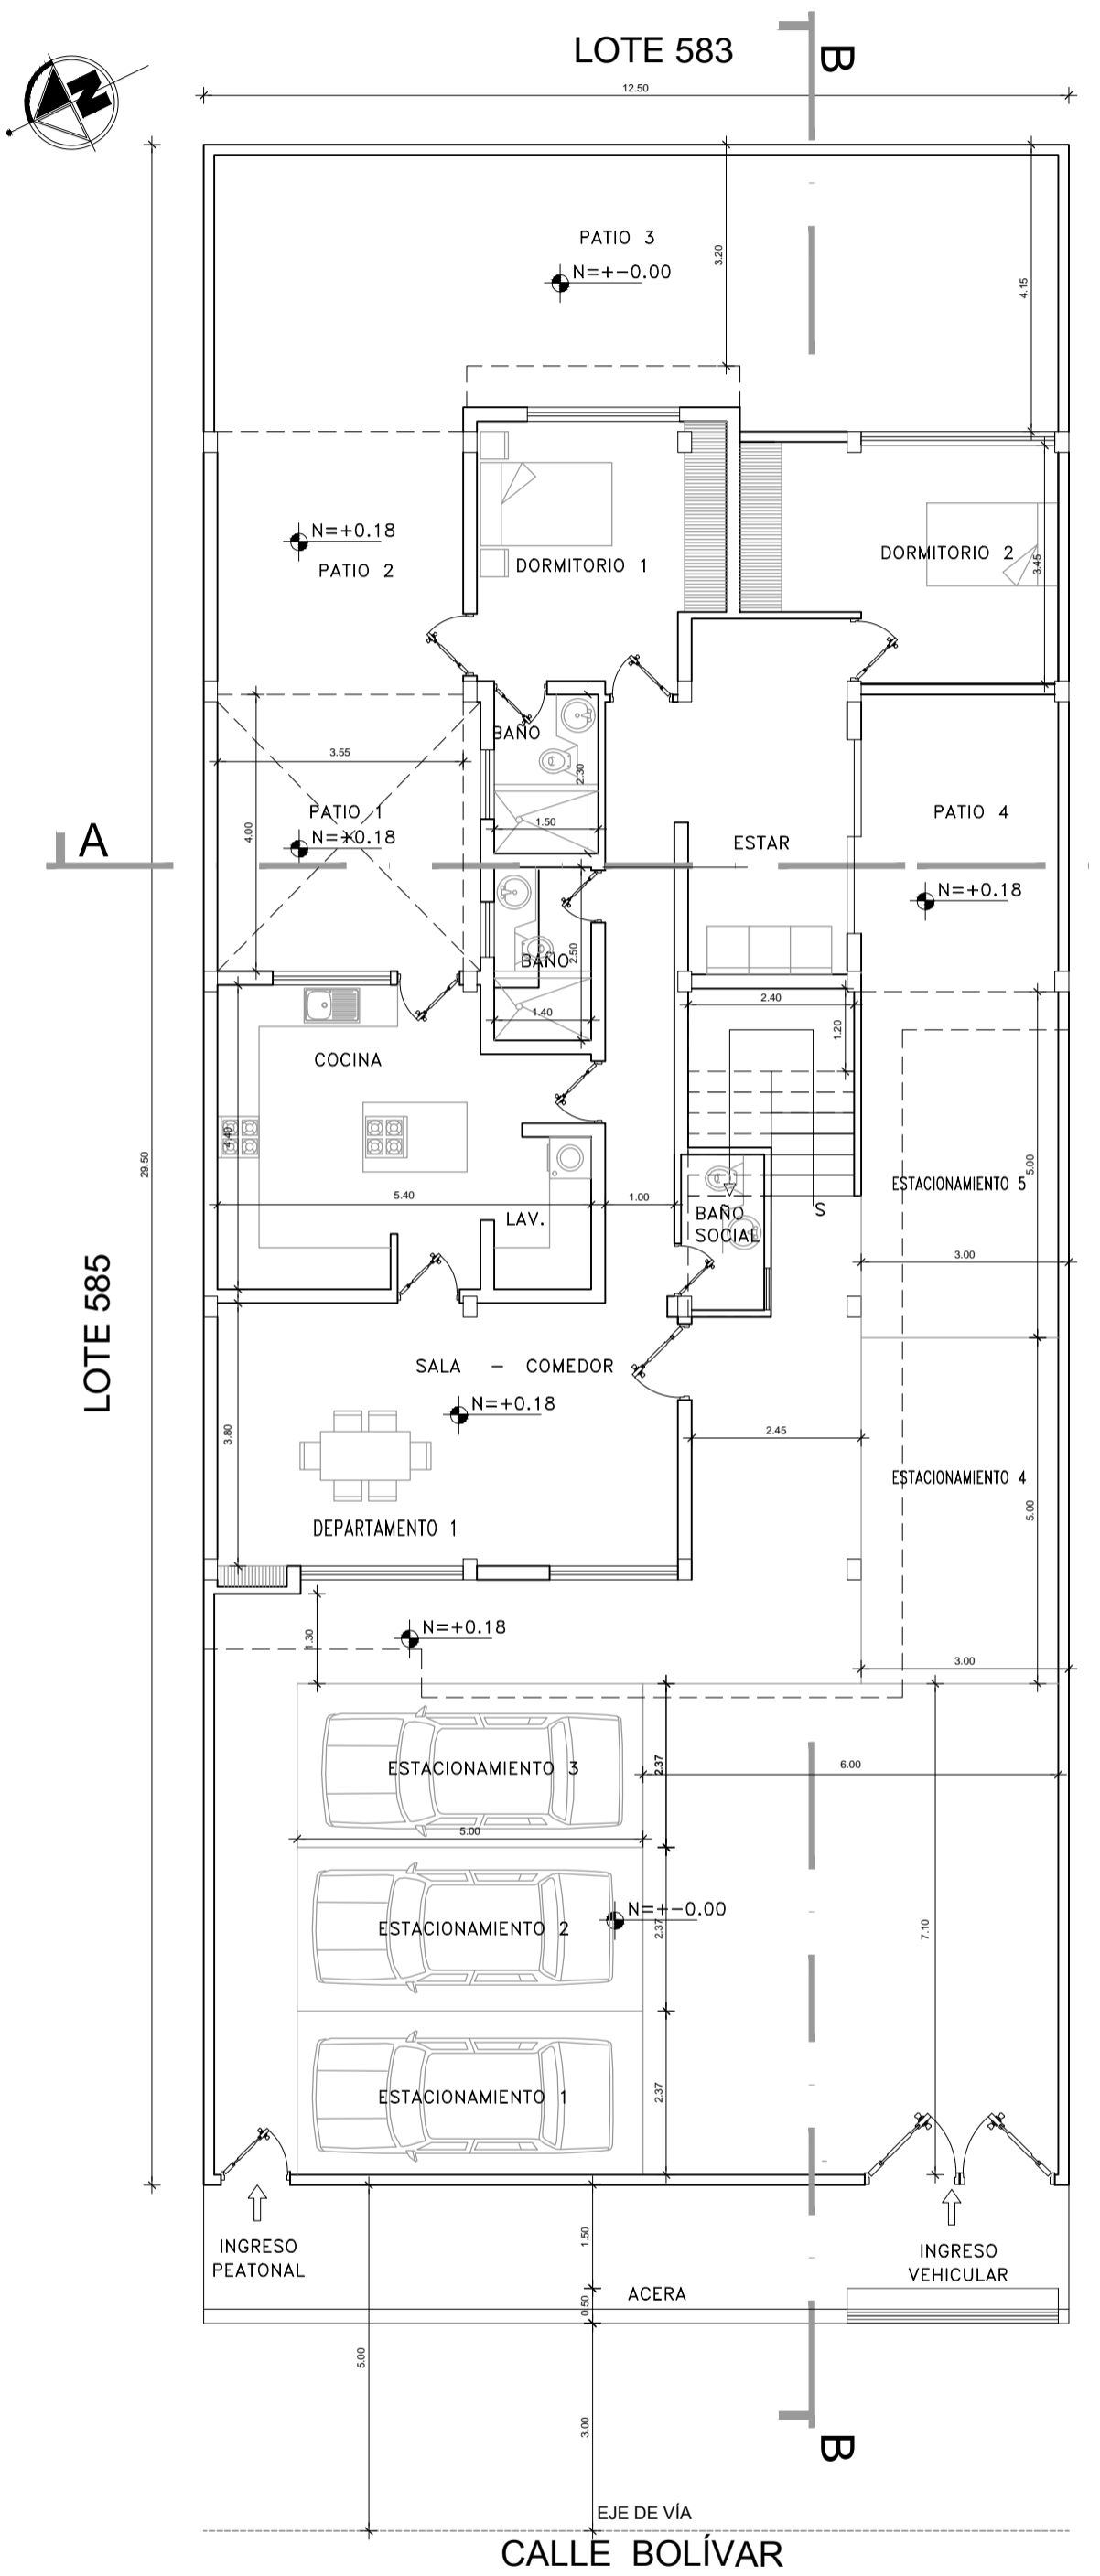 LOTE 583
B
N
12.50
PATIO 3
N=+-0.00
3.20
4.15
N=+0.18
PATIO 2
DORMITORIO 1
DORMITORIO 2
3.45
BAÑO
2.30
1.50
3.55
4.00
PATIO 1
N=+0.18
A
ESTAR
PATIO 4
N=+0.18
BAÑO
2.50
1.40
2.40
1.20
COCINA
4.40
5.40
1.00
LAV.
BAÑO
SOCIAL
S
ESTACIONAMIENTO 5
5.00
3.00
29.50
LOTE 585
SALA - COMEDOR
N=+0.18
3.80
2.45
DEPARTAMENTO 1
ESTACIONAMIENTO 4
5.00
N=+0.18
1.30
3.00
ESTACIONAMIENTO 3
2.37
6.00
5.00
ESTACIONAMIENTO 2
N=+-0.00
2.37
7.10
ESTACIONAMIENTO 1
2.37
INGRESO
PEATONAL
1.50
INGRESO
VEHICULAR
ACERA
0.50
5.00
3.00
B
EJE DE VÍA
CALLE BOLÍVAR